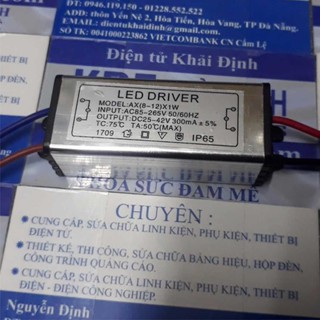 ĐT: 0946.119.150 - 01228.552.522
ĐC: thôn Yến Nê 2, Hòa Tiến, Hòa Vang, TP Đà Nẵng.
SỐ TK: 0041000223862 VIETCOMBANK CN Cẩm Lệ
Điện tử Khải Định
LED DRIVER
MODEL:AX(8-12)X1W
INPUT:AC85-265V 50/60HZ
OUTPUT:DC25-42V 300mA ±5%
TC:75℃ TA:50℃(MAX)
1709
IP65
KHOA SỨC ĐAM MÊ
CHUYÊN :
- CUNG CẤP, SỬA CHỮA LINH KIỆN, PHỤ KIỆN, THIẾT BỊ
ĐIỆN TỬ.
- THIẾT KẾ, THI CÔNG, SỬA CHỮA BẢNG HIỆU, HỘP ĐÈN,
QUẢNG CÁO.
- CUNG CẤP, SỬA CHỮA LINH KIỆN, PHỤ KIỆN, THIẾT BỊ
ĐIỆN - ĐIỆN CÔNG NGHIỆP.
Nguyễn Định